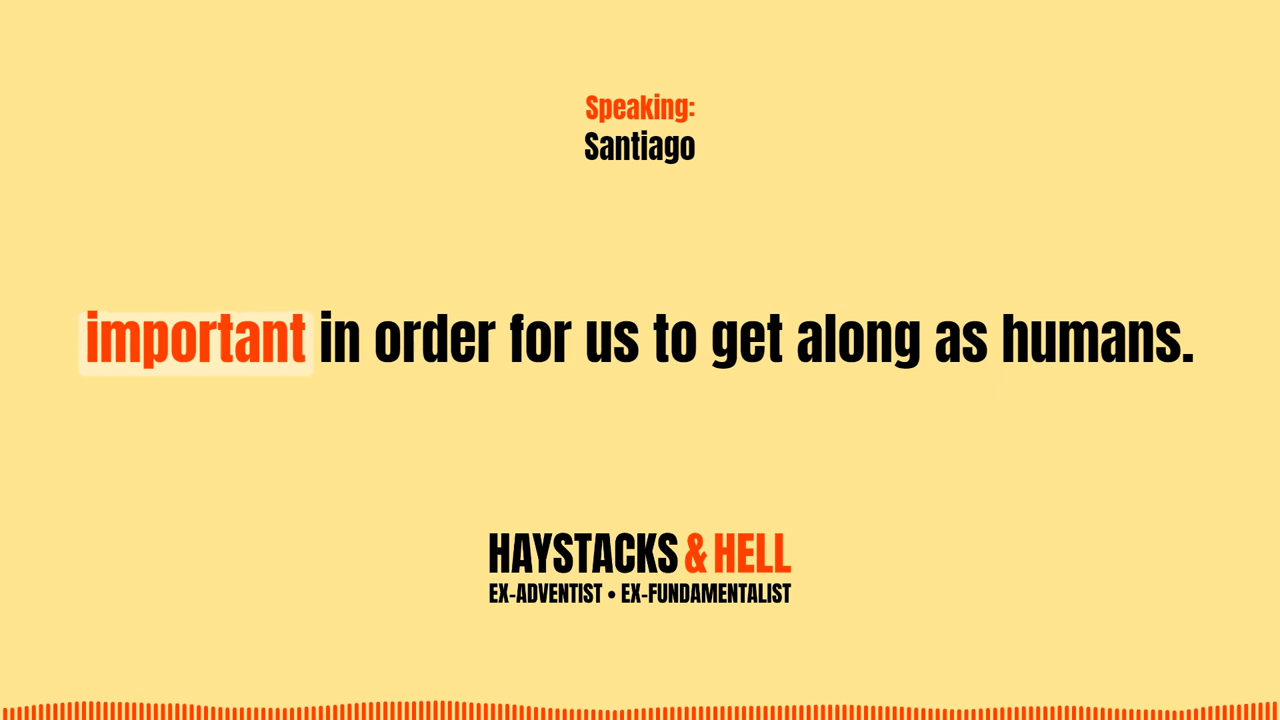 Speaking:
Santiago
important in order for us to get along as humans.
HAYSTACKS & HELL
EX-ADVENTIST • EX-FUNDAMENTALIST